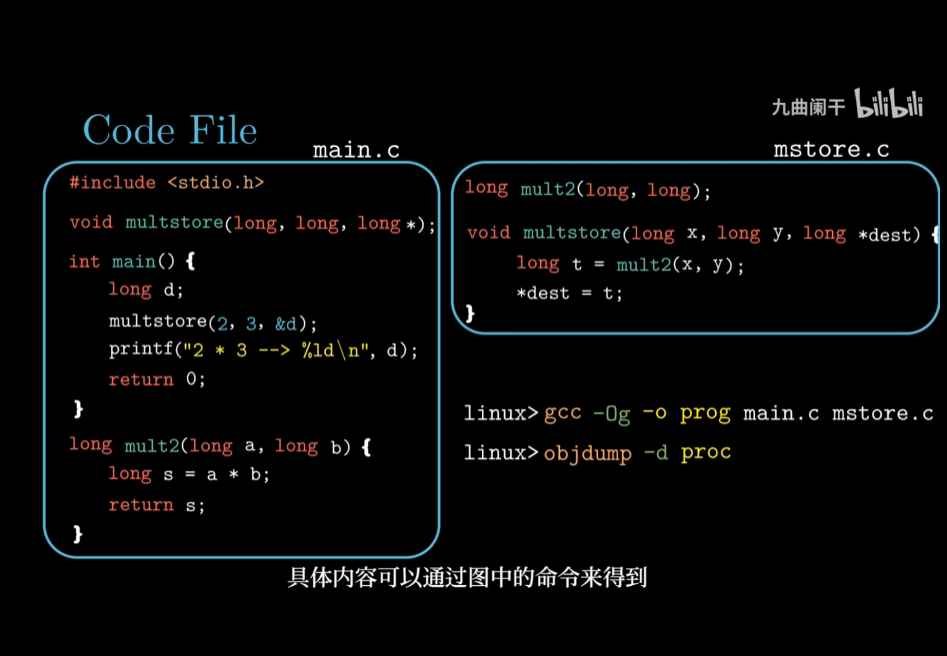 九曲阑干 bilibili
Code File
main.c
#include <stdio.h>
void multstore(long, long, long *);
int main() {
long d;
multstore(2, 3, &d);
printf("2 * 3 --> %ld\n", d);
return 0;
}
long mult2(long a, long b) {
long s = a * b;
return s;
}
mstore.c
long mult2(long, long);
void multstore(long x, long y, long *dest) {
long t = mult2(x, y);
*dest = t;
}
linux> gcc -Og -o prog main.c mstore.c
linux> objdump -d proc
具体内容可以通过图中的命令来得到